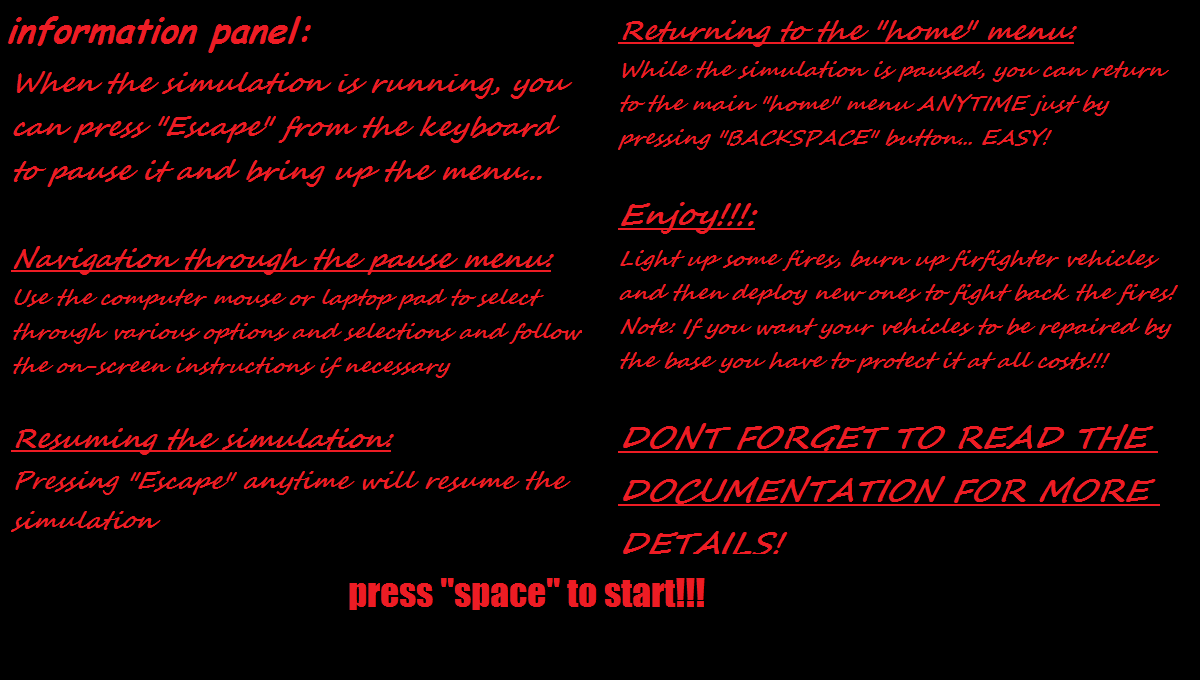 information panel:
When the simulation is running, you
can press "Escape" from the keyboard
to pause it and bring up the menu...
Navigation through the pause menu:
Use the computer mouse or laptop pad to select
through various options and selections and follow
the on-screen instructions if necessary
Resuming the simulation:
Pressing "Escape" anytime will resume the
simulation
Returning to the "home" menu:
While the simulation is paused, you can return
to the main "home" menu ANYTIME just by
pressing "BACKSPACE" button... EASY!
Enjoy!!!:
Light up some fires, burn up firfighter vehicles
and then deploy new ones to fight back the fires!
Note: If you want your vehicles to be repaired by
the base you have to protect it at all costs!!!
DONT FORGET TO READ THE
DOCUMENTATION FOR MORE
DETAILS!
press "space" to start!!!